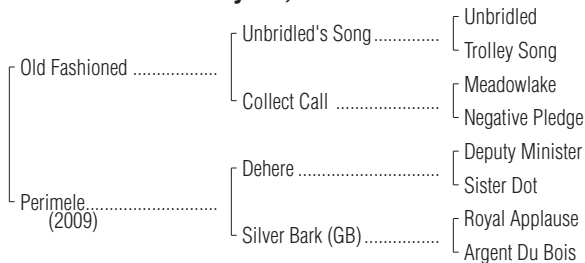 Unbridled
Unbridled's Song
Trolley Song
Old Fashioned
Meadowlake
Collect Call
Negative Pledge
Deputy Minister
Dehere
Sister Dot
Perimele
(2009)
Royal Applause
Silver Bark (GB)
Argent Du Bois